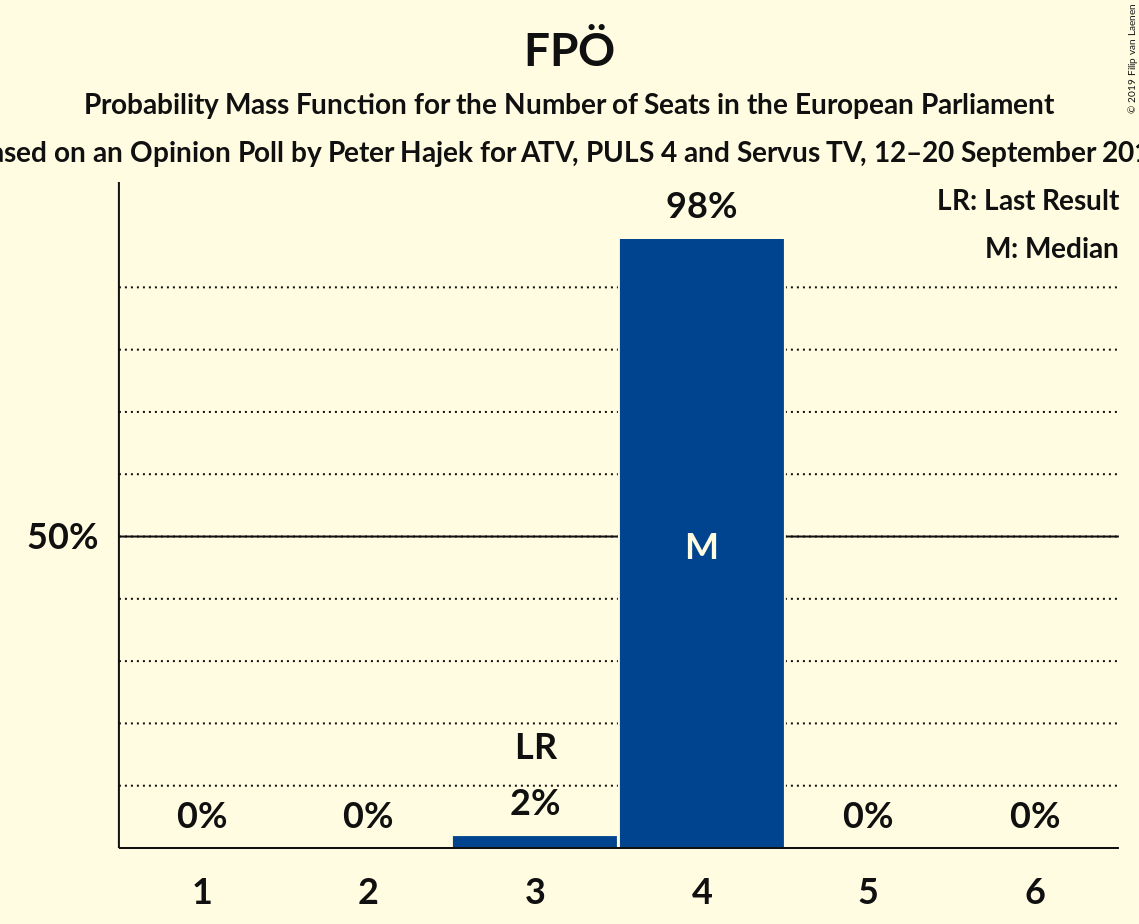 FPÖ
Probability Mass Function for the Number of Seats in the European Parliament
on an Opinion Poll by Peter Hajek for ATV, PULS 4 and Servus TV, 12–20 September
© 2019 Filip van Laenen
LR: Last Result
M: Median
98%
50%
M
LR
0% 0% 2% 0% 0%
1 2 3 4 5 6